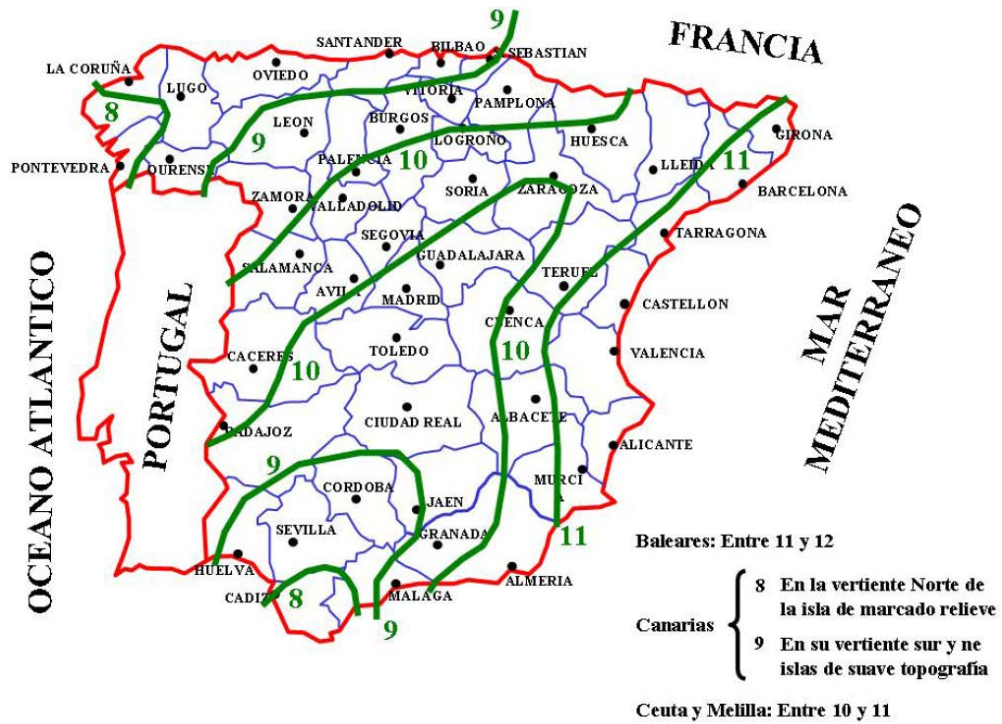 9
FRANCIA
SANTANDER
BILBAO
SEBASTIAN
LA CORUÑA
OVIEDO
LUGO
8
VITORIA
PAMPLONA
LEON
BURGOS
9
10
LOGROÑO
HUESCA
GIRONA
11
PONTEVEDRA
OURENSE
PALENCIA
LLEIDA
BARCELONA
ZAMORA
VALLADOLID
SORIA
ZARAGOZA
SEGOVIA
TARRAGONA
SALAMANCA
GUADALAJARA
AVILA
MADRID
TERUEL
CASTELLON
CUENCA
OCEANO ATLANTICO
PORTUGAL
MAR
MEDITERRANEO
CACERES
10
TOLEDO
10
VALENCIA
BADAJOZ
CIUDAD REAL
ALBACETE
ALICANTE
9
CORDOBA
JAEN
MURCI
A
SEVILLA
GRANADA
11
HUELVA
CADIZ
8
MALAGA
ALMERIA
9
Baleares: Entre 11 y 12
Canarias
8 En la vertiente Norte de
la isla de marcado relieve
9 En su vertiente sur y ne
islas de suave topografía
Ceuta y Melilla: Entre 10 y 11